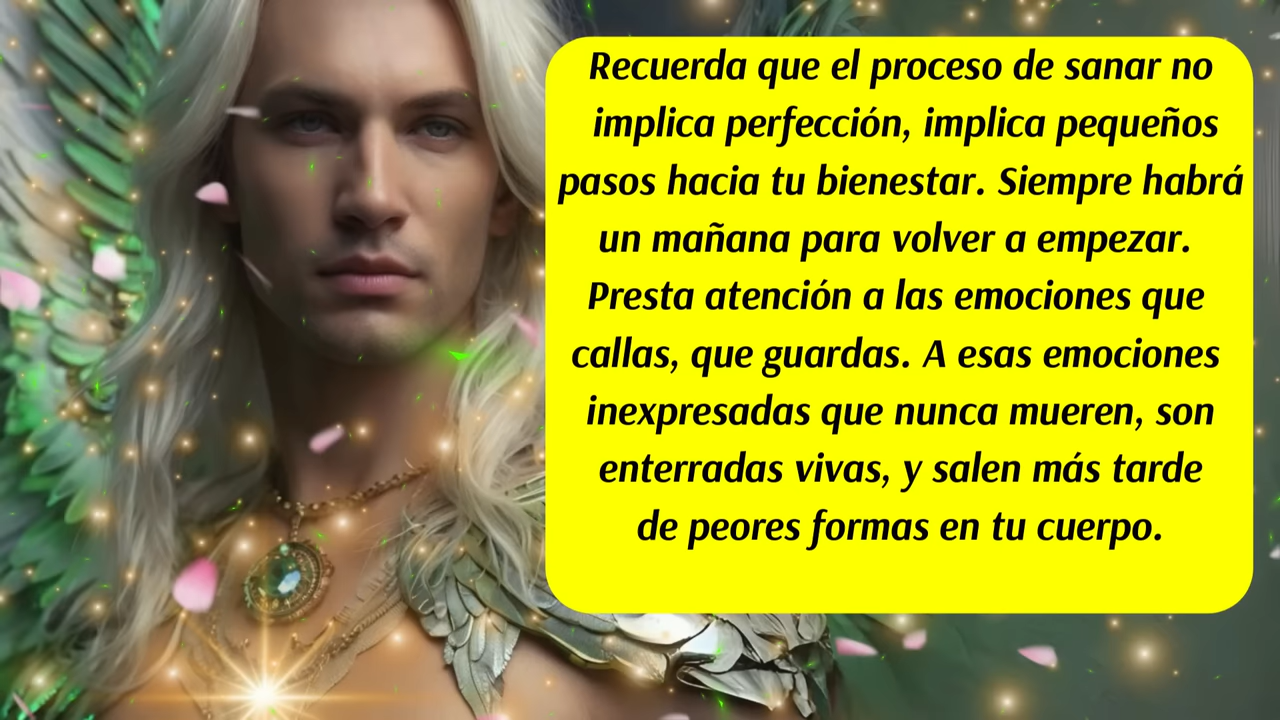 Recuerda que el proceso de sanar no
implica perfección, implica pequeños
pasos hacia tu bienestar. Siempre habrá
un mañana para volver a empezar.
Presta atención a las emociones que
callas, que guardas. A esas emociones
inexpresadas que nunca mueren, son
enterradas vivas, y salen más tarde
de peores formas en tu cuerpo.